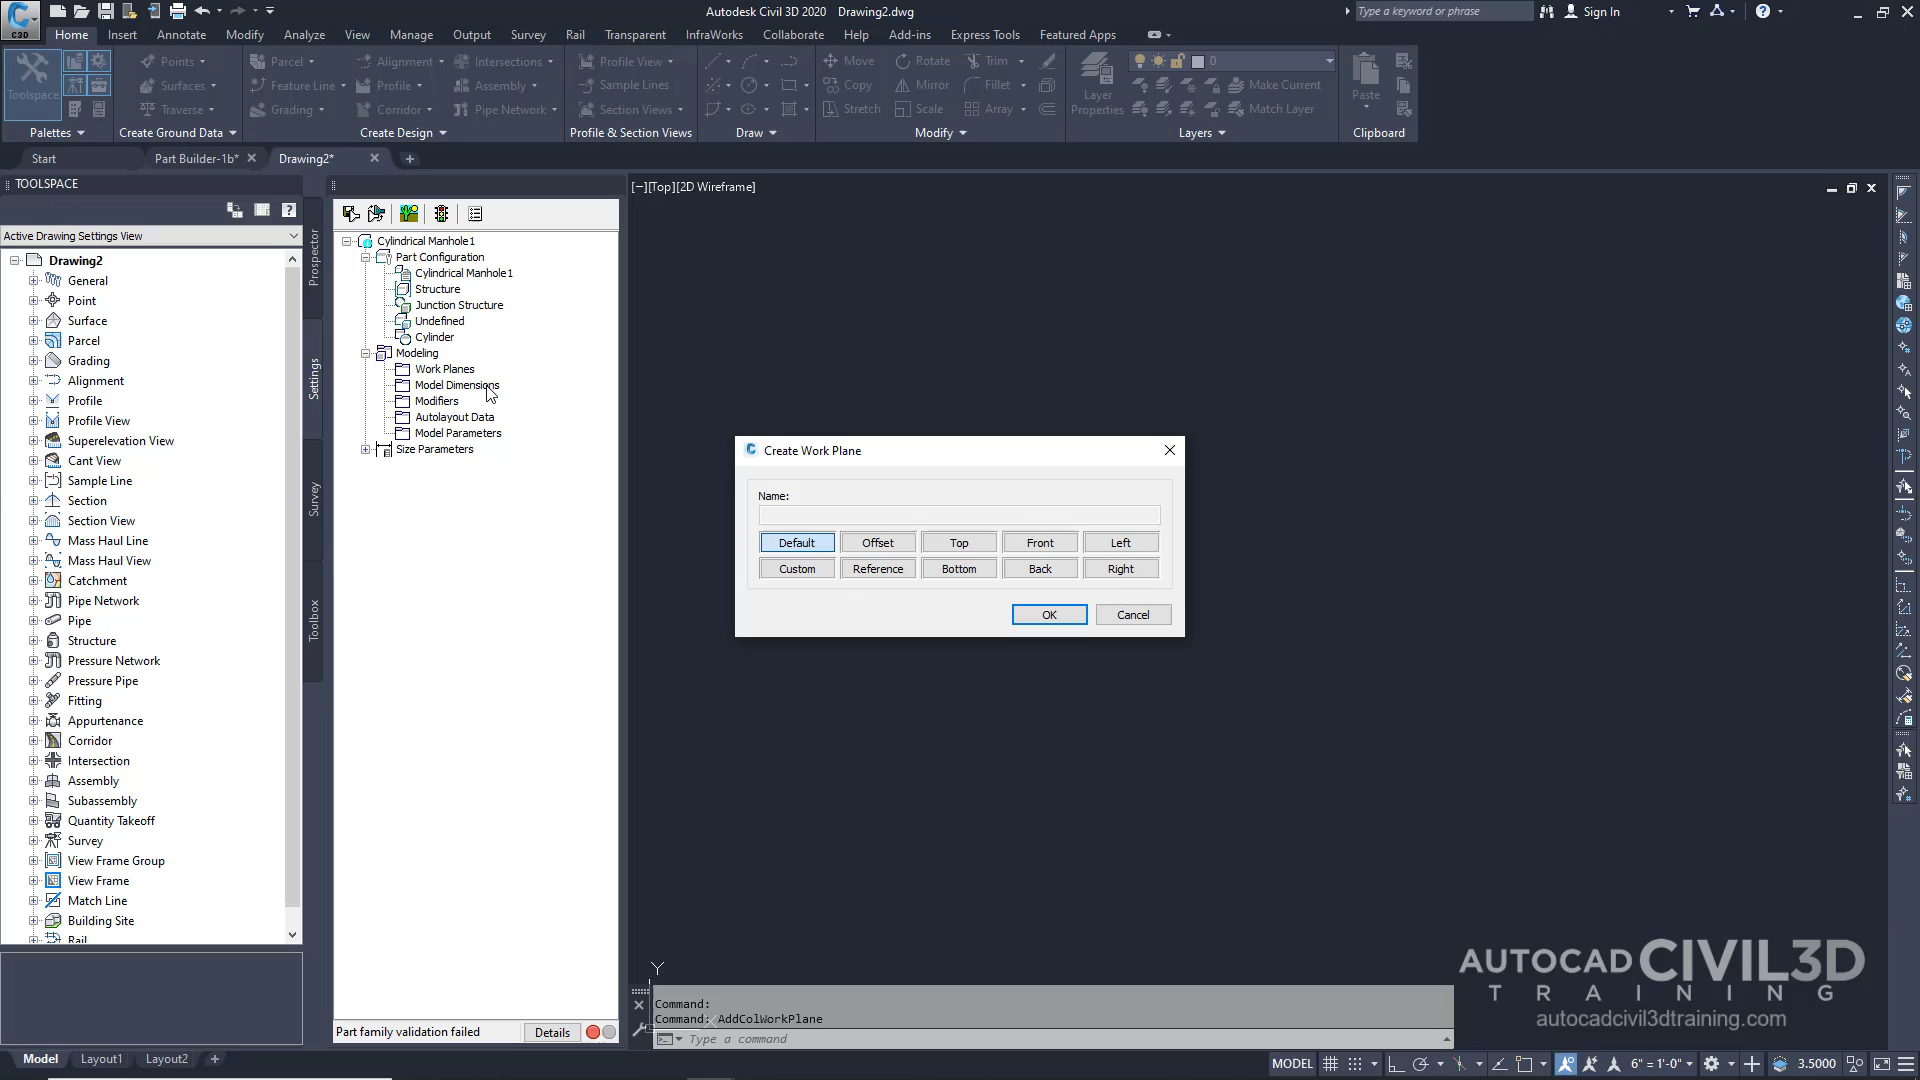 C3D
Autodesk Civil 3D 2020 Drawing2.dwg
Type a keyword or phrase
Sign In
Home Insert Annotate Modify Analyze View Manage Output Survey Rail Transparent InfraWorks Collaborate Help Add-ins Express Tools Featured Apps
Toolspace
Points
Surfaces
Traverse
Parcel
Feature Line
Grading
Alignment
Profile
Corridor
Intersections
Assembly
Pipe Network
Profile View
Sample Lines
Section Views
Move
Copy
Stretch
Rotate
Mirror
Scale
Trim
Fillet
Array
Layer
Properties
0
Make Current
Match Layer
Paste
Palettes Create Ground Data Create Design Profile & Section Views Draw Modify Layers Clipboard
Start Part Builder-1b* Drawing2*
TOOLSPACE
Active Drawing Settings View
Drawing2
General
Point
Surface
Parcel
Grading
Alignment
Profile
Profile View
Superelevation View
Cant View
Sample Line
Section
Section View
Mass Haul Line
Mass Haul View
Catchment
Pipe Network
Pipe
Structure
Pressure Network
Pressure Pipe
Fitting
Appurtenance
Corridor
Intersection
Assembly
Subassembly
Quantity Takeoff
Survey
View Frame Group
View Frame
Match Line
Building Site
Rail
Prospector
Settings
Survey
Toolbox
Cylindrical Manhole1
Part Configuration
Cylindrical Manhole1
Structure
Junction Structure
Undefined
Cylinder
Modeling
Work Planes
Model Dimensions
Modifiers
Autolayout Data
Model Parameters
Size Parameters
Part family validation failed Details
[−][Top][2D Wireframe]
Create Work Plane
Name:
Default Offset Top Front Left
Custom Reference Bottom Back Right
OK Cancel
Y
Command:
Command: AddColWorkPlane
Type a command
AUTOCAD CIVIL3D
TRAINING
autocadcivil3dtraining.com
Model Layout1 Layout2 +
MODEL 6" = 1'-0" 3.5000